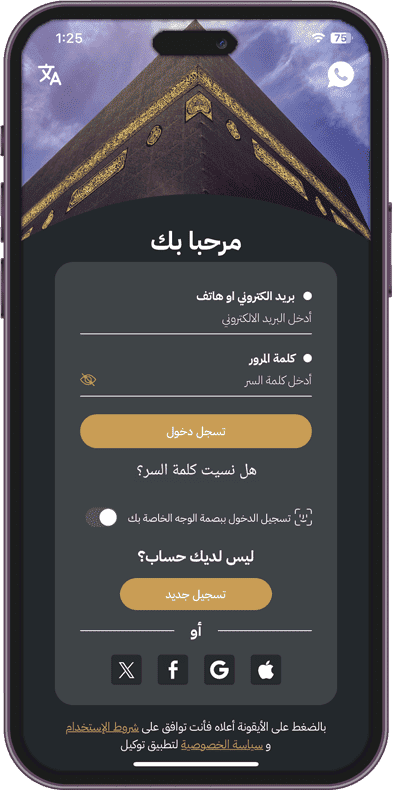 1:25
75
مرحبا بك
بريد الكتروني او هاتف
أدخل البريد الالكتروني
كلمة المرور
أدخل كلمة السر
تسجل دخول
هل نسيت كلمة السر؟
تسجيل الدخول ببصمة الوجه الخاصة بك
ليس لديك حساب؟
تسجيل جديد
أو
بالضغط على الأيقونة أعلاه فأنت توافق على شروط الإستخدام
و سياسة الخصوصية لتطبيق توكيل